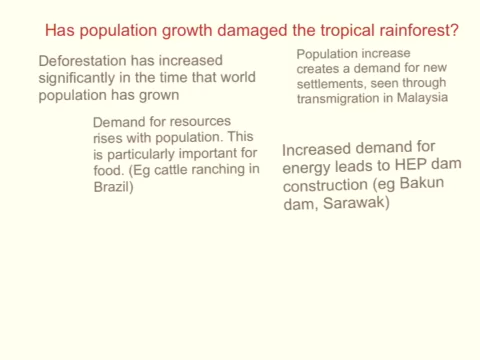 Has population growth damaged the tropical rainforest?
Deforestation has increased
significantly in the time that world
population has grown
Population increase
creates a demand for new
settlements, seen through
transmigration in Malaysia
Demand for resources
rises with population. This
is particularly important for
food. (Eg cattle ranching in
Brazil)
Increased demand for
energy leads to HEP dam
construction (eg Bakun
dam, Sarawak)